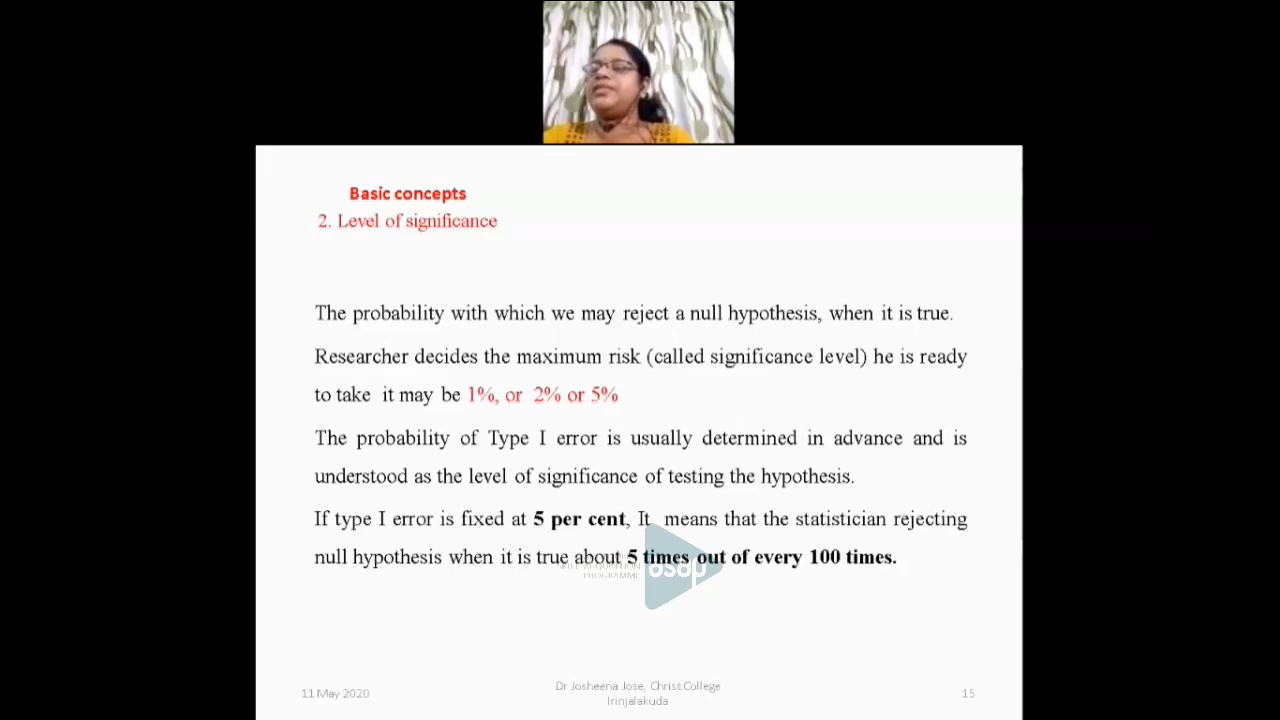 Basic concepts
2. Level of significance
The probability with which we may reject a null hypothesis, when it is true.
Researcher decides the maximum risk (called significance level) he is ready
to take it may be 1%, or 2% or 5%
The probability of Type I error is usually determined in advance and is
understood as the level of significance of testing the hypothesis.
If type I error is fixed at 5 per cent, It means that the statistician rejecting
null hypothesis when it is true about 5 times out of every 100 times.
PROGRAMME
asap
11 May 2020
Dr Josheena Jose, Christ College
Irinjalakuda
15